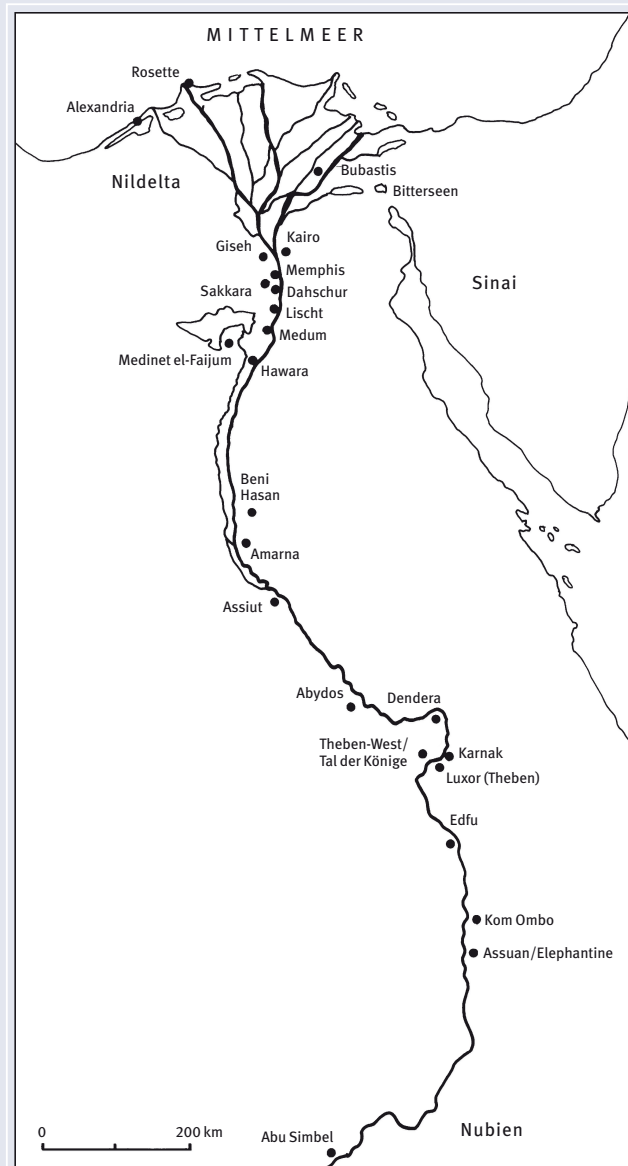 MITTELMEER
Rosette
Alexandria
Nildelta
Bubastis
Bitterseen
Giseh
Kairo
Memphis
Sakkara
Dahschur
Sinai
Lischt
Medum
Medinet el-Faijum
Hawara
Beni
Hasan
Amarna
Assiut
Abydos
Dendera
Theben-West/
Tal der Könige
Karnak
Luxor (Theben)
Edfu
Kom Ombo
Assuan/Elephantine
0 200 km
Abu Simbel
Nubien